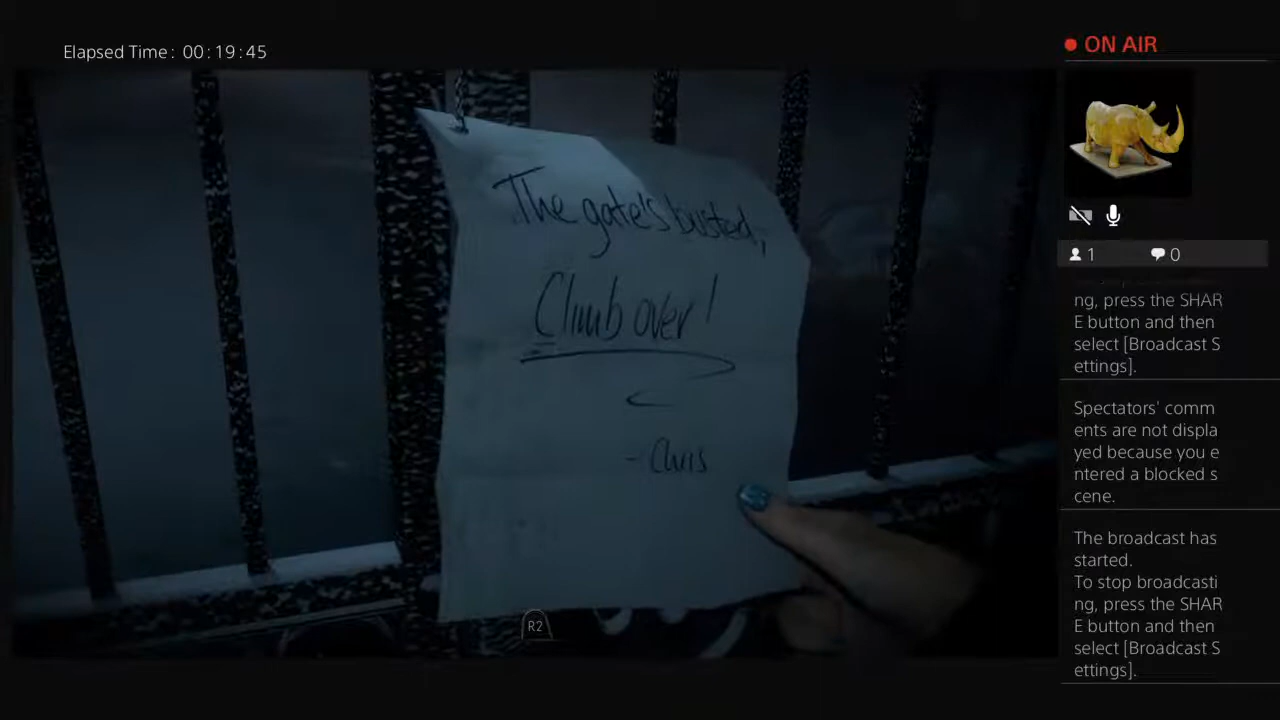 Elapsed Time: 00:19:45
ON AIR
The gate's busted,
Climb over!
- Chris
R2
1
0
ng, press the SHAR
E button and then
select [Broadcast S
ettings].
Spectators' comm
ents are not displa
yed because you e
ntered a blocked s
cene.
The broadcast has
started.
To stop broadcasti
ng, press the SHAR
E button and then
select [Broadcast S
ettings].